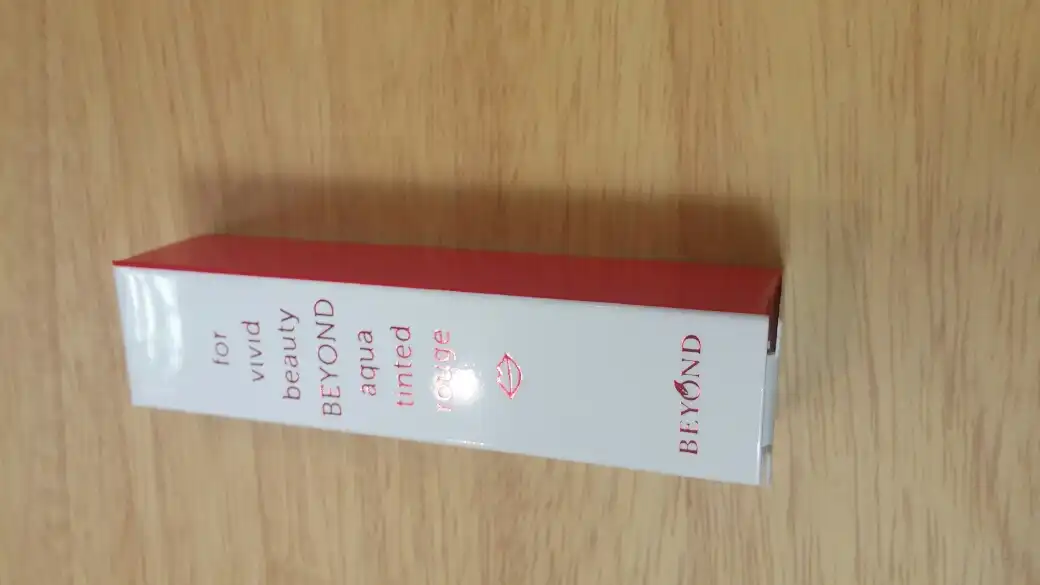 for
vivid
beauty
BEYOND
aqua
tinted
rouge
BEYOND